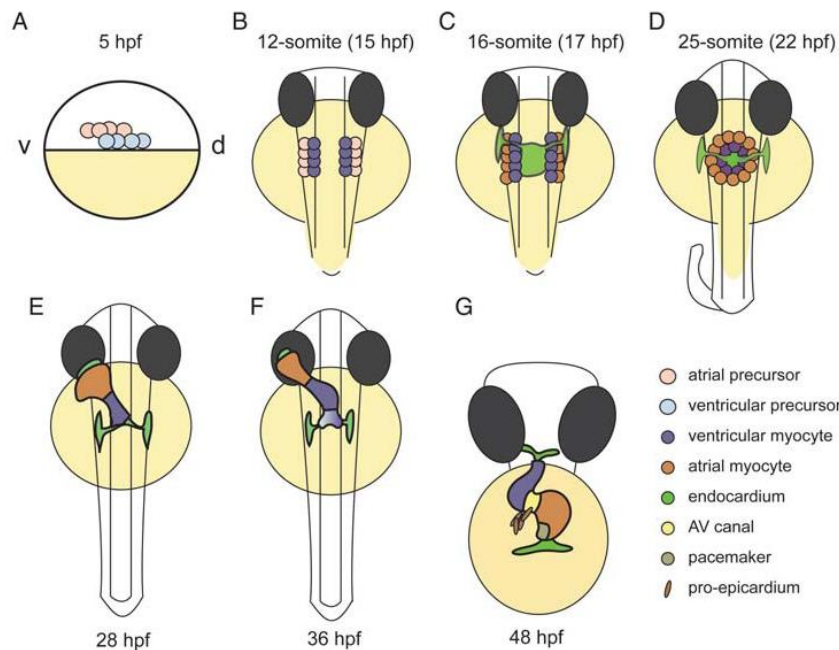 A
5 hpf
v
d
B
12-somite (15 hpf)
C
16-somite (17 hpf)
D
25-somite (22 hpf)
E
28 hpf
F
36 hpf
G
48 hpf
atrial precursor
ventricular precursor
ventricular myocyte
atrial myocyte
endocardium
AV canal
pacemaker
pro-epicardium